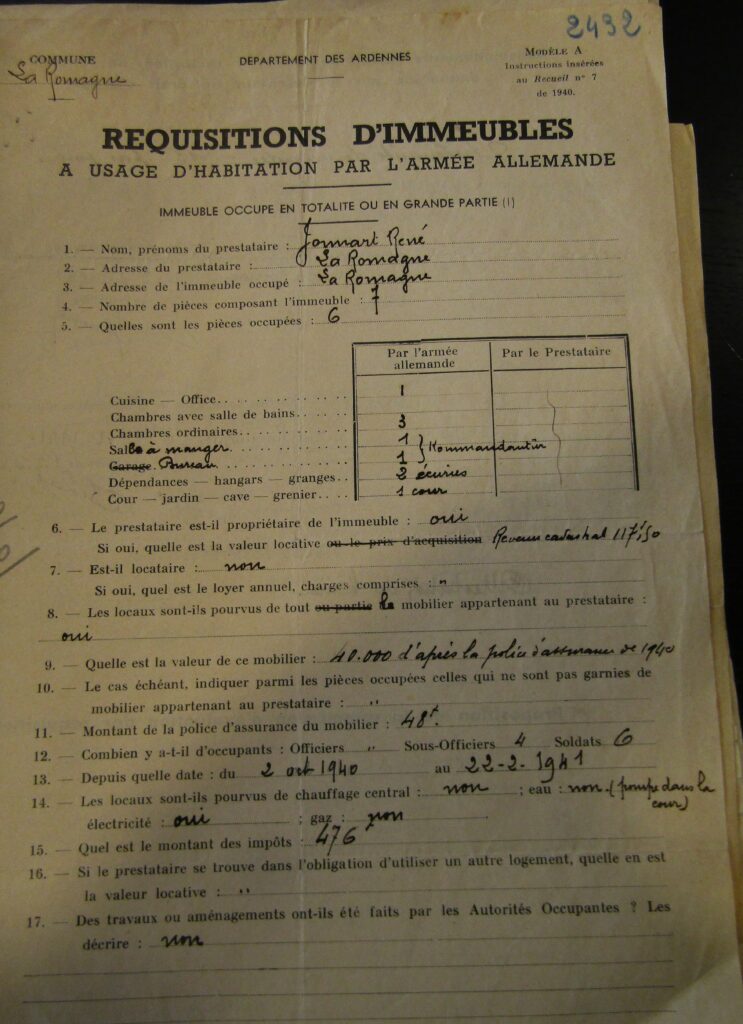 2432
COMMUNE
La Romagne
DEPARTEMENT DES ARDENNES
MODÈLE A
Instructions insérées
au Recueil n° 7
de 1940.
REQUISITIONS D'IMMEUBLES
A USAGE D'HABITATION PAR L'ARMÉE ALLEMANDE
IMMEUBLE OCCUPE EN TOTALITE OU EN GRANDE PARTIE (1)
1. — Nom, prénoms du prestataire : Jonnart René
2. — Adresse du prestataire : La Romagne
3. — Adresse de l'immeuble occupé : La Romagne
4. — Nombre de pièces composant l'immeuble : 7
5. — Quelles sont les pièces occupées : 6
Par l'armée allemande Par le Prestataire
Cuisine — Office 1
Chambres avec salle de bains
Chambres ordinaires 3
Salle à manger 1 } Kommandantur
Garage Bureau 1
Dépendances — hangars — granges 2 écuries
Cour — jardin — cave — grenier 1 cour
6. — Le prestataire est-il propriétaire de l'immeuble : oui
Si oui, quelle est la valeur locative ou le prix d'acquisition Revenu cadastral 117f,50
7. — Est-il locataire : non
Si oui, quel est le loyer annuel, charges comprises : "
8. — Les locaux sont-ils pourvus de tout ou partie le mobilier appartenant au prestataire :
oui
9. — Quelle est la valeur de ce mobilier : 40.000 d'après la police d'assurance de 1940
10. — Le cas échéant, indiquer parmi les pièces occupées celles qui ne sont pas garnies de
mobilier appartenant au prestataire : "
11. — Montant de la police d'assurance du mobilier : 48f.
12. — Combien y a-t-il d'occupants : Officiers " Sous-Officiers 4 Soldats 6
13. — Depuis quelle date : du 2 oct 1940 au 22-2-1941
14. — Les locaux sont-ils pourvus de chauffage central : non ; eau : non (pompe dans la cour)
électricité : oui ; gaz : non
15. — Quel est le montant des impôts : 476f
16. — Si le prestataire se trouve dans l'obligation d'utiliser un autre logement, quelle en est
la valeur locative : "
17. — Des travaux ou aménagements ont-ils été faits par les Autorités Occupantes ? Les
décrire : non